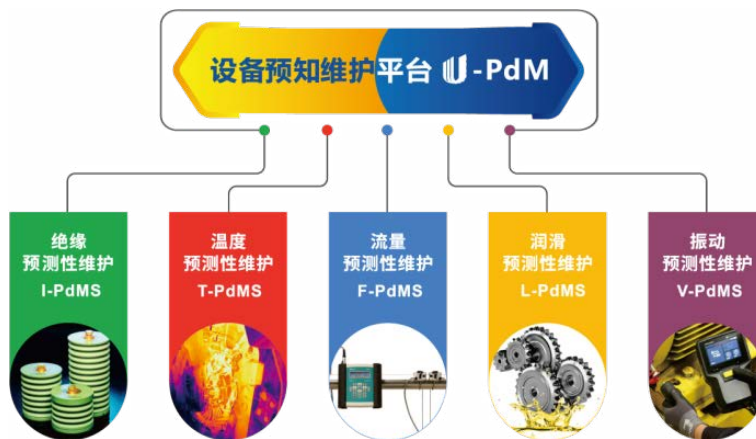 设备预知维护平台 U-PdM
绝缘
预测性维护
I-PdMS
温度
预测性维护
T-PdMS
流量
预测性维护
F-PdMS
润滑
预测性维护
L-PdMS
振动
预测性维护
V-PdMS